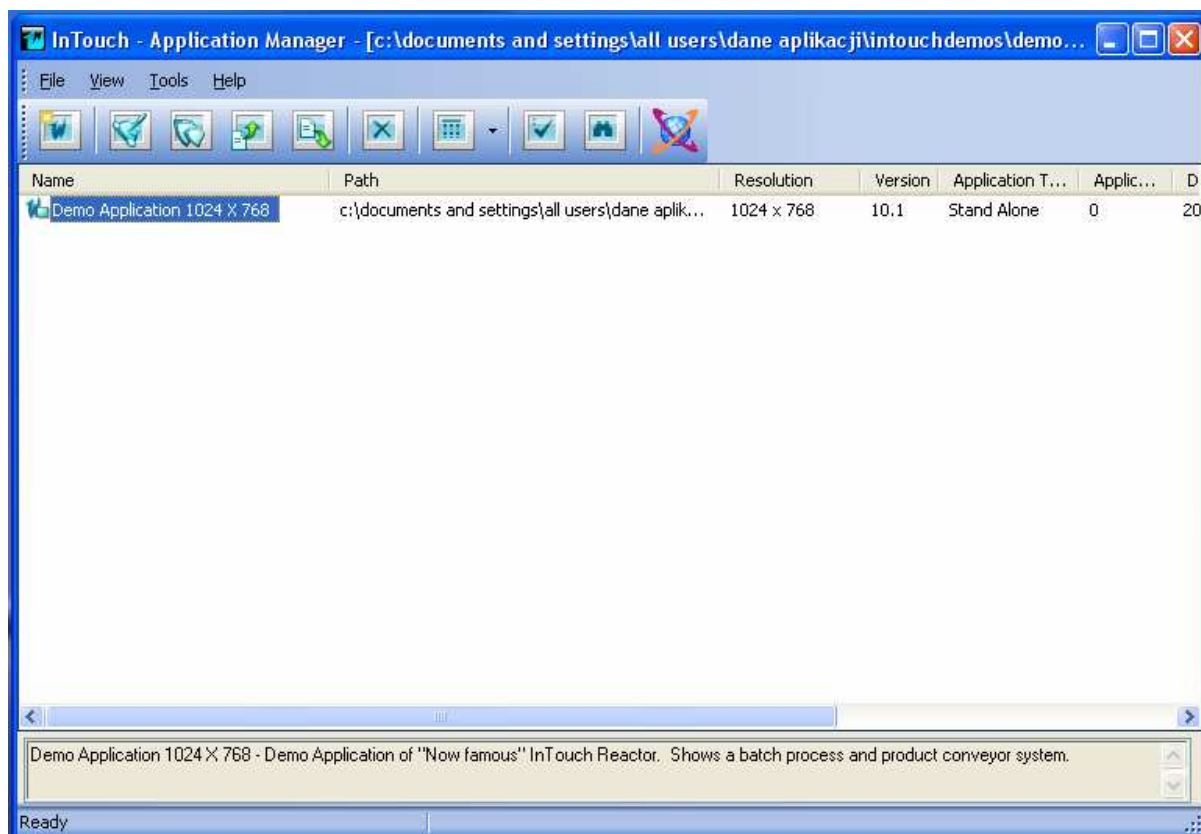 InTouch - Application Manager - [c:\documents and settings\all users\dane aplikacji\intouchdemos\demo...
File View Tools Help
Name Path Resolution Version Application T... Applic... D
Demo Application 1024 X 768 c:\documents and settings\all users\dane aplik... 1024 x 768 10.1 Stand Alone 0 20
Demo Application 1024 X 768 - Demo Application of "Now famous" InTouch Reactor. Shows a batch process and product conveyor system.
Ready